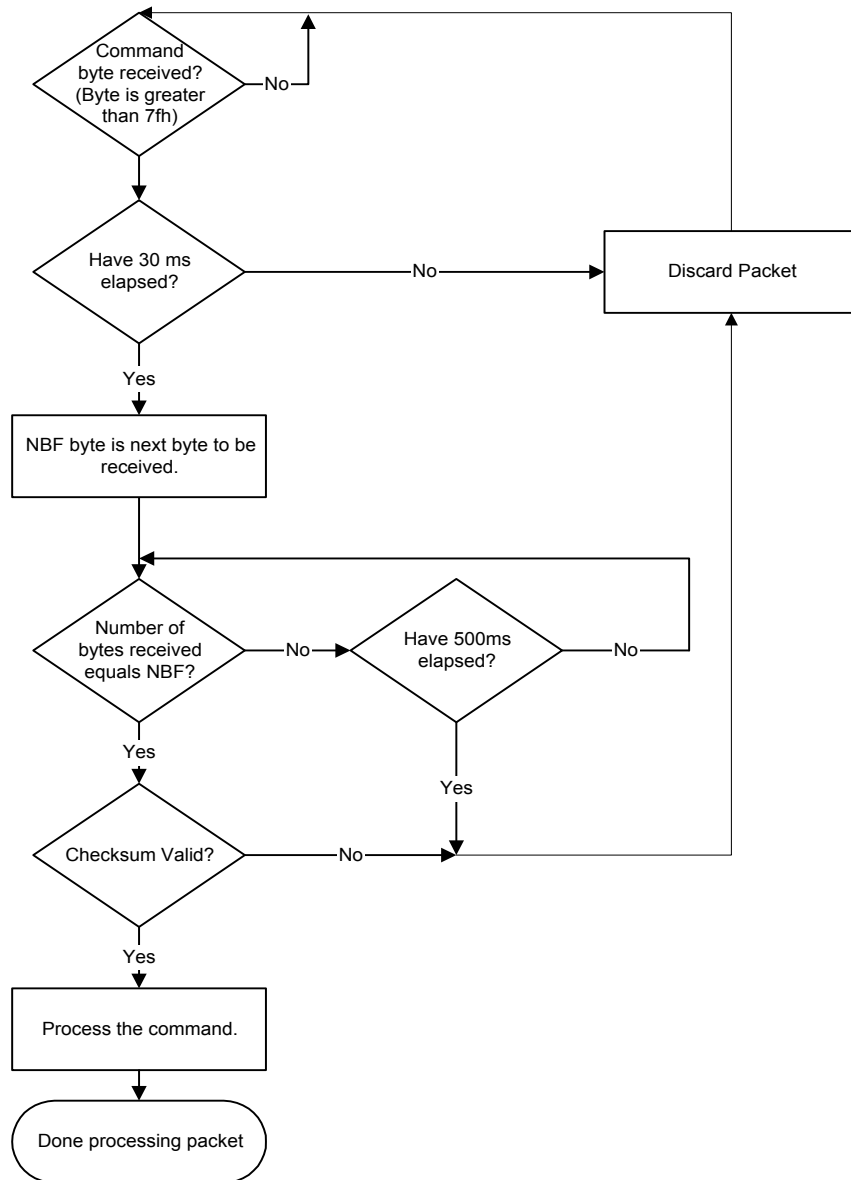 Command
byte received?
(Byte is greater
than 7fh)
No
Have 30 ms
elapsed?
No
Discard Packet
Yes
NBF byte is next byte to be
received.
Number of
bytes received
equals NBF?
No
Have 500ms
elapsed?
No
Yes
Yes
Checksum Valid?
No
Yes
Process the command.
Done processing packet